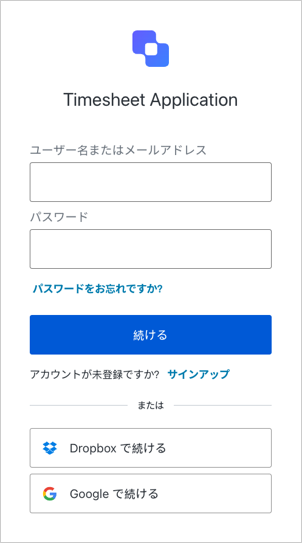 Timesheet Application
ユーザー名またはメールアドレス
パスワード
パスワードをお忘れですか?
続ける
アカウントが未登録ですか? サインアップ
または
Dropbox で続ける
Google で続ける